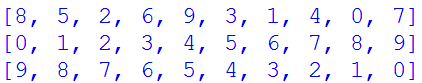 [8, 5, 2, 6, 9, 3, 1, 4, 0, 7]
[0, 1, 2, 3, 4, 5, 6, 7, 8, 9]
[9, 8, 7, 6, 5, 4, 3, 2, 1, 0]